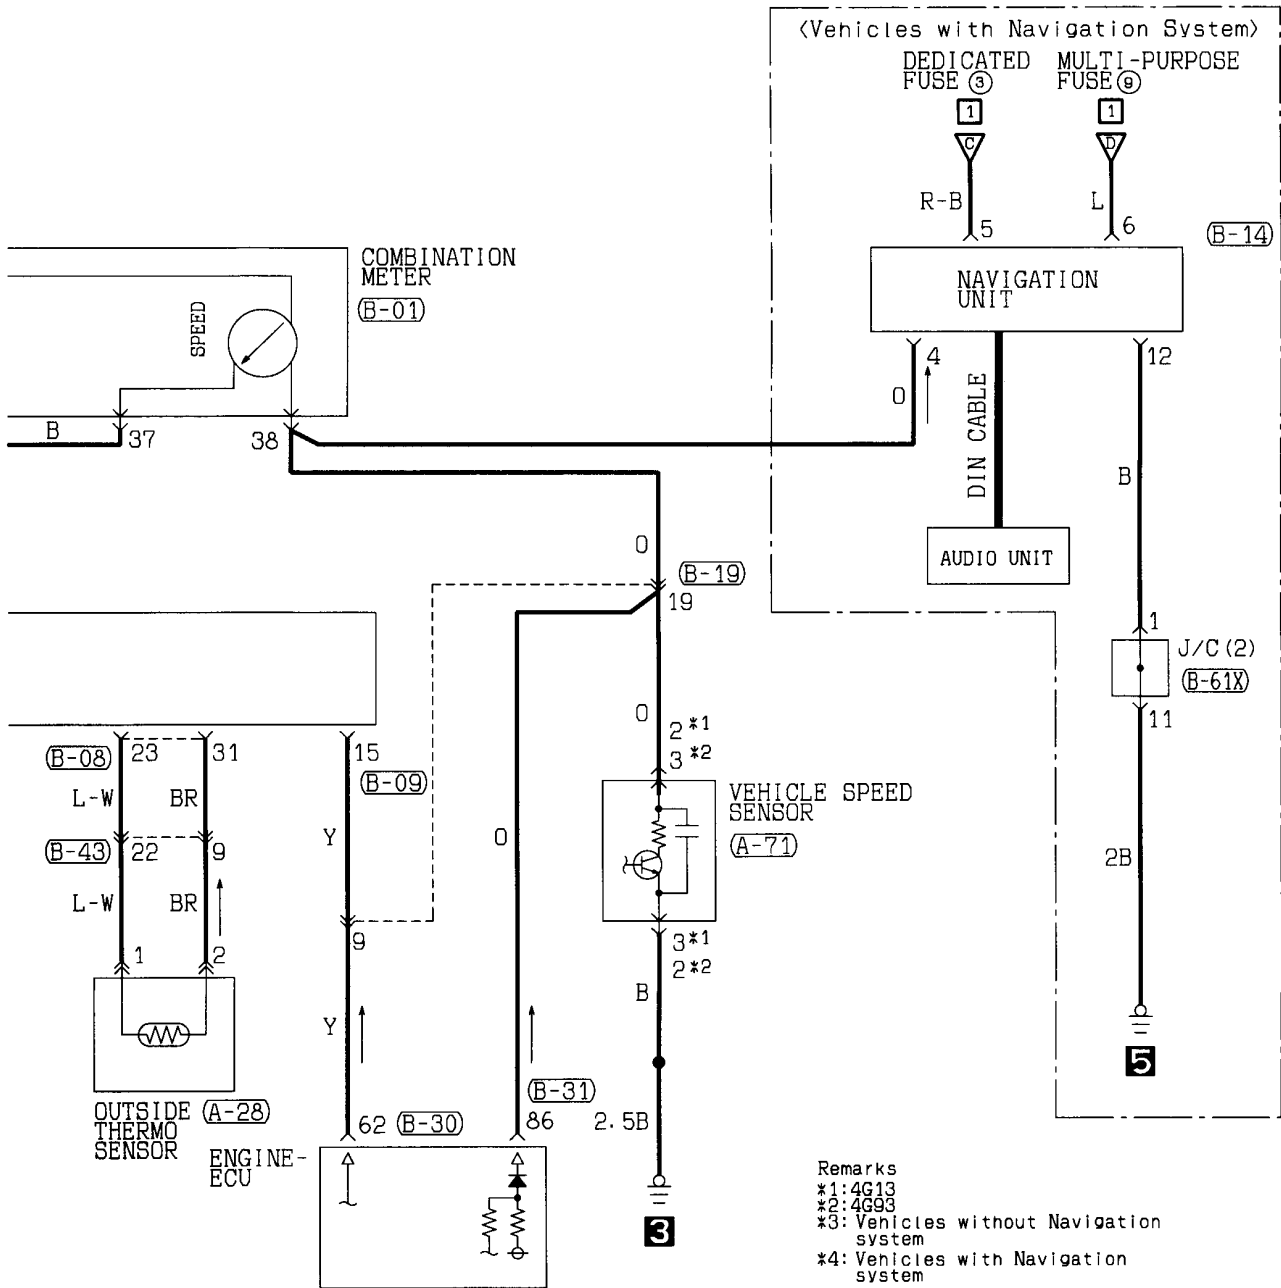 〈Vehicles with Navigation System〉
DEDICATED
FUSE ③
MULTI-PURPOSE
FUSE ⑨
1
1
C
D
R-B
L
5
6
B-14
NAVIGATION
UNIT
COMBINATION
METER
B-01
SPEED
4
12
O
DIN CABLE
B
37
38
B
AUDIO UNIT
O
B-19
19
1
J/C(2)
B-61X
11
O
2*1
3*2
B-08
23
31
15
B-09
L-W
BR
Y
O
VEHICLE SPEED
SENSOR
A-71
B-43
22
9
2B
L-W
BR
9
3*1
2*2
1
2
B
Y
5
OUTSIDE
THERMO
SENSOR
A-28
62
B-30
B-31
86
2.5B
ENGINE-
ECU
3
Remarks
*1:4G13
*2:4G93
*3: Vehicles without Navigation
system
*4: Vehicles with Navigation
system